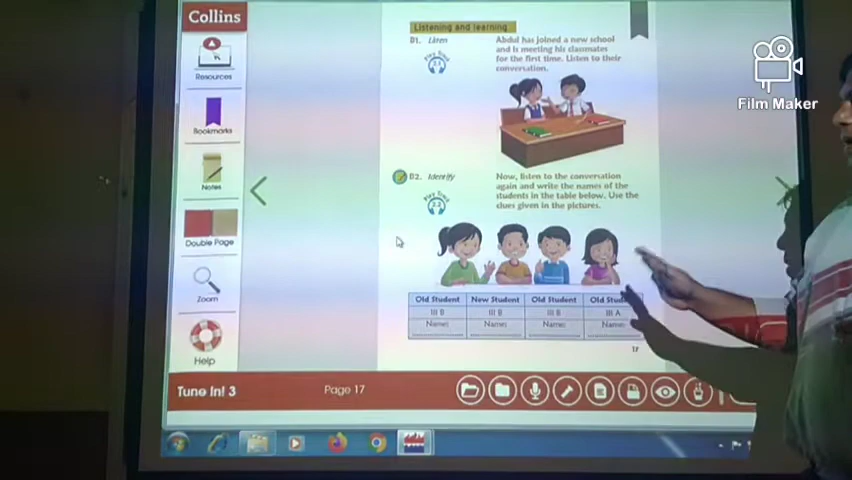 Collins
Resources
Bookmarks
Notes
Double Page
Zoom
Help
Listening and learning
D1. Listen
Abdul has joined a new school
and is meeting his classmates
for the first time. Listen to their
conversation.
D2. Identify
Now, listen to the conversation
again and write the names of the
students in the table below. Use the
clues given in the pictures.
Old Student New Student Old Student Old
III B III B III B III A
Name: Name: Name: Name:
17
Tune In! 3 Page 17
Film Maker